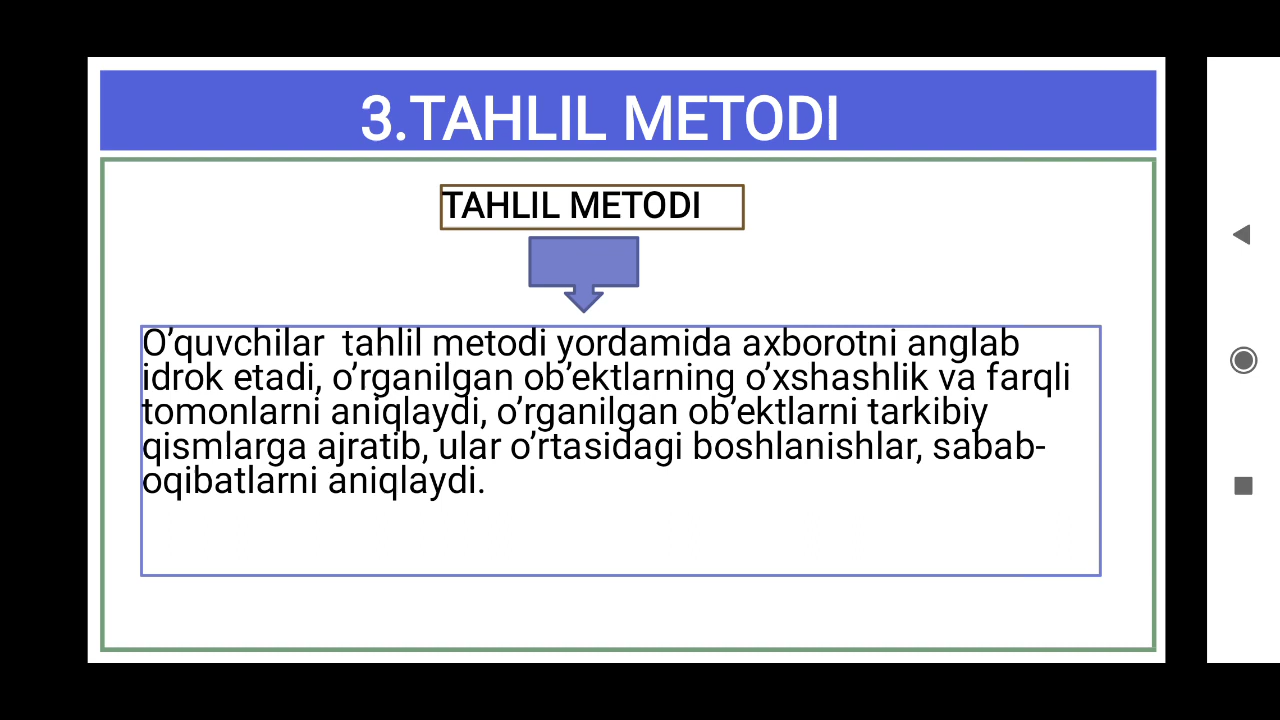 3.TAHLIL METODI
TAHLIL METODI
O’quvchilar  tahlil metodi yordamida axborotni anglab
idrok etadi, o’rganilgan ob’ektlarning o’xshashlik va farqli
tomonlarni aniqlaydi, o’rganilgan ob’ektlarni tarkibiy
qismlarga ajratib, ular o’rtasidagi boshlanishlar, sabab-
oqibatlarni aniqlaydi.